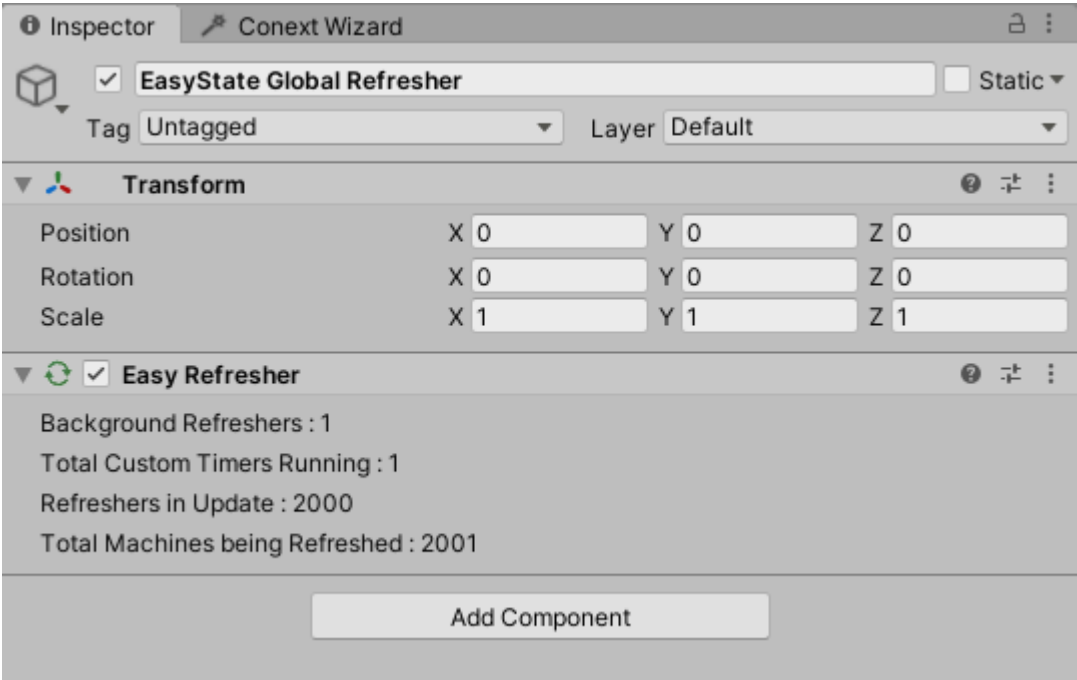 Inspector Conext Wizard
EasyState Global Refresher Static
Tag Untagged Layer Default
Transform
Position X 0 Y 0 Z 0
Rotation X 0 Y 0 Z 0
Scale X 1 Y 1 Z 1
Easy Refresher
Background Refreshers : 1
Total Custom Timers Running : 1
Refreshers in Update : 2000
Total Machines being Refreshed : 2001
Add Component